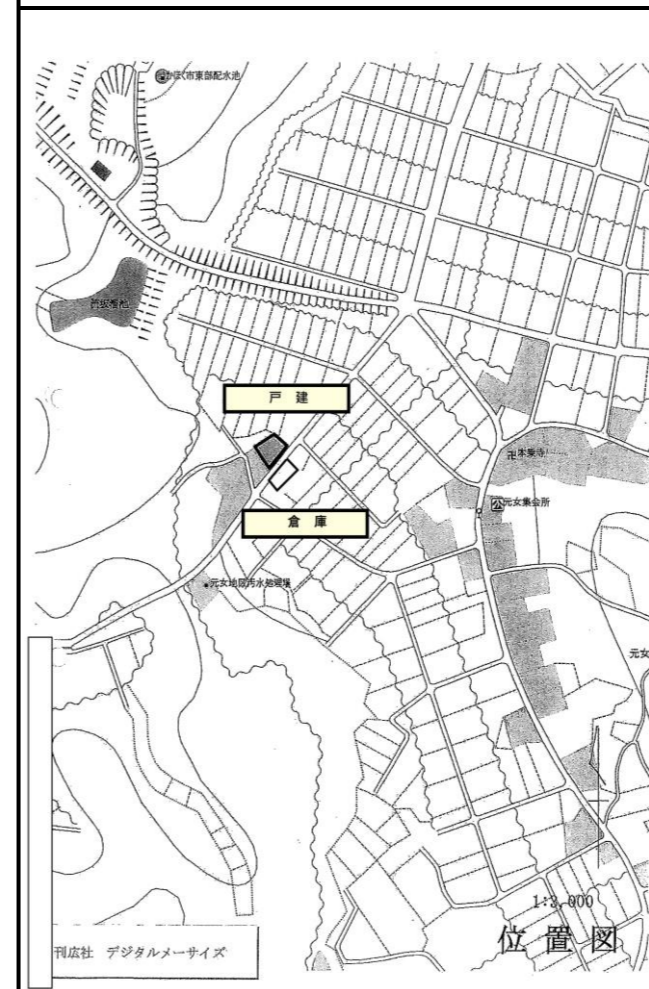 かほく市東部配水池
戸建
卍本乗寺
公元女集会所
倉庫
元女地区汚水処理場
元女
1:3,000
位置図
刊広社 デジタルメーサイズ